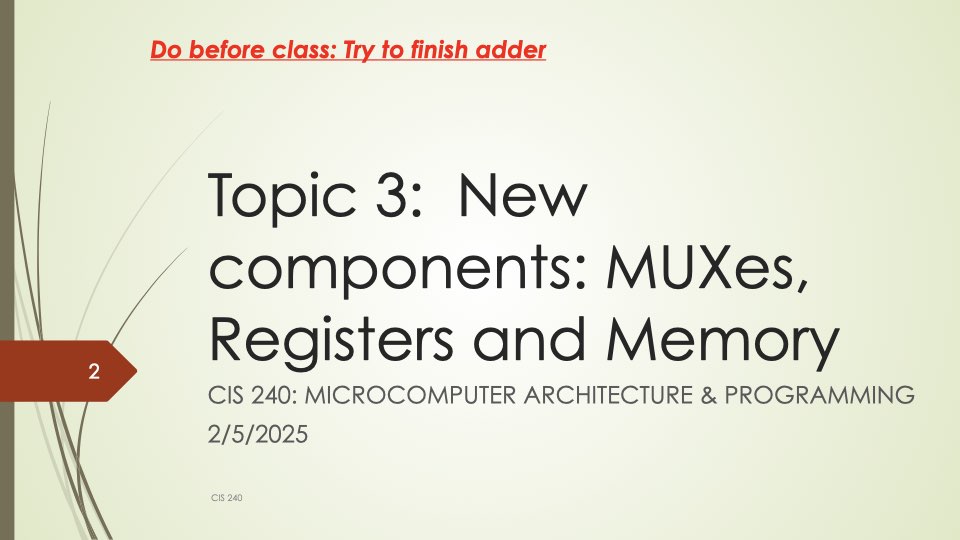 Do before class: Try to finish adder
Topic 3:  New
components: MUXes,
Registers and Memory
2
CIS 240: MICROCOMPUTER ARCHITECTURE & PROGRAMMING
2/5/2025
CIS 240